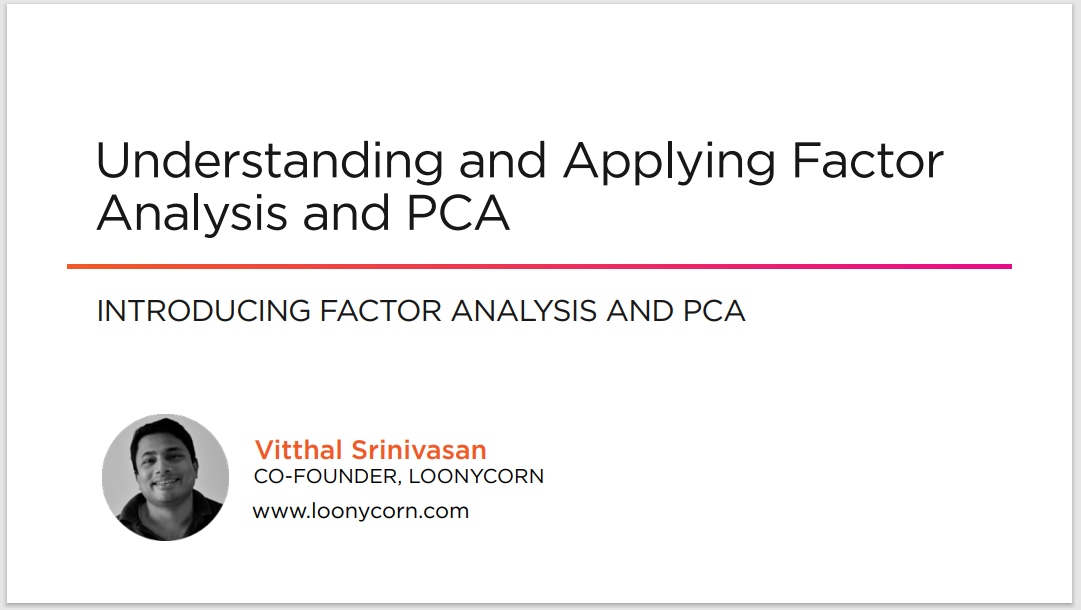 Understanding and Applying Factor
Analysis and PCA
INTRODUCING FACTOR ANALYSIS AND PCA
Vitthal Srinivasan
CO-FOUNDER, LOONYCORN
www.loonycorn.com